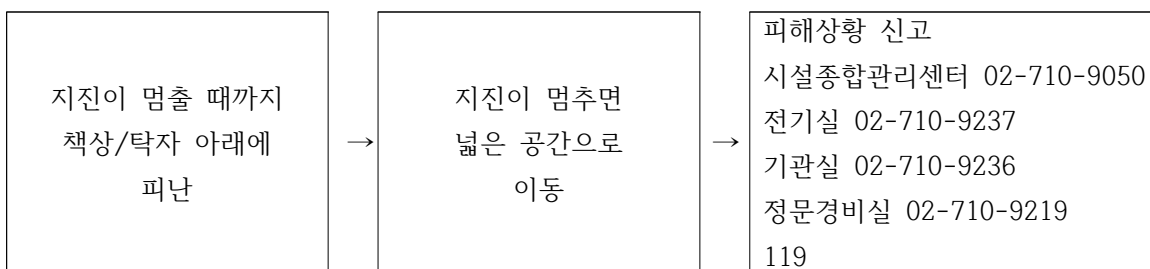 지진이 멈출 때까지
책상/탁자 아래에
피난
→
지진이 멈추면
넓은 공간으로
이동
→
피해상황 신고
시설종합관리센터 02-710-9050
전기실 02-710-9237
기관실 02-710-9236
정문경비실 02-710-9219
119